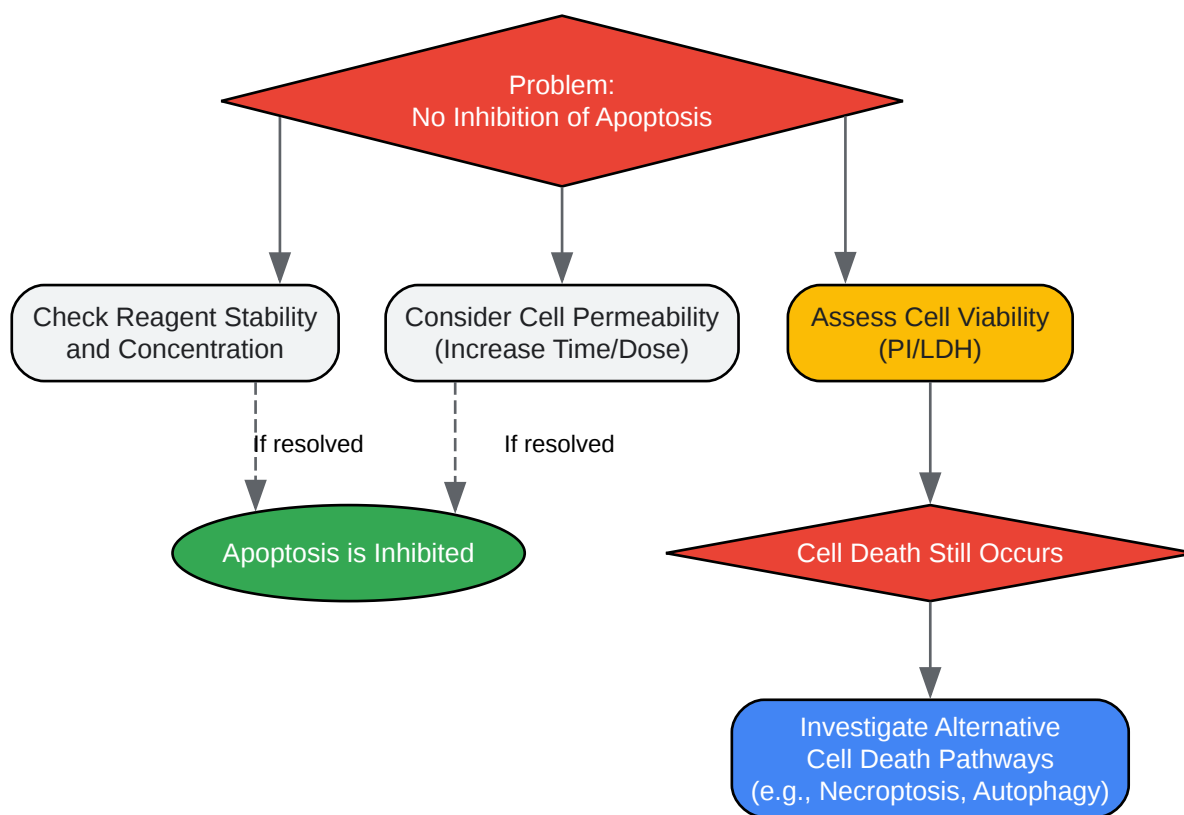 Problem:
No Inhibition of Apoptosis
Check Reagent Stability
and Concentration
Consider Cell Permeability
(Increase Time/Dose)
Assess Cell Viability
(PI/LDH)
If resolved
If resolved
Apoptosis is Inhibited
Cell Death Still Occurs
Investigate Alternative
Cell Death Pathways
(e.g., Necroptosis, Autophagy)